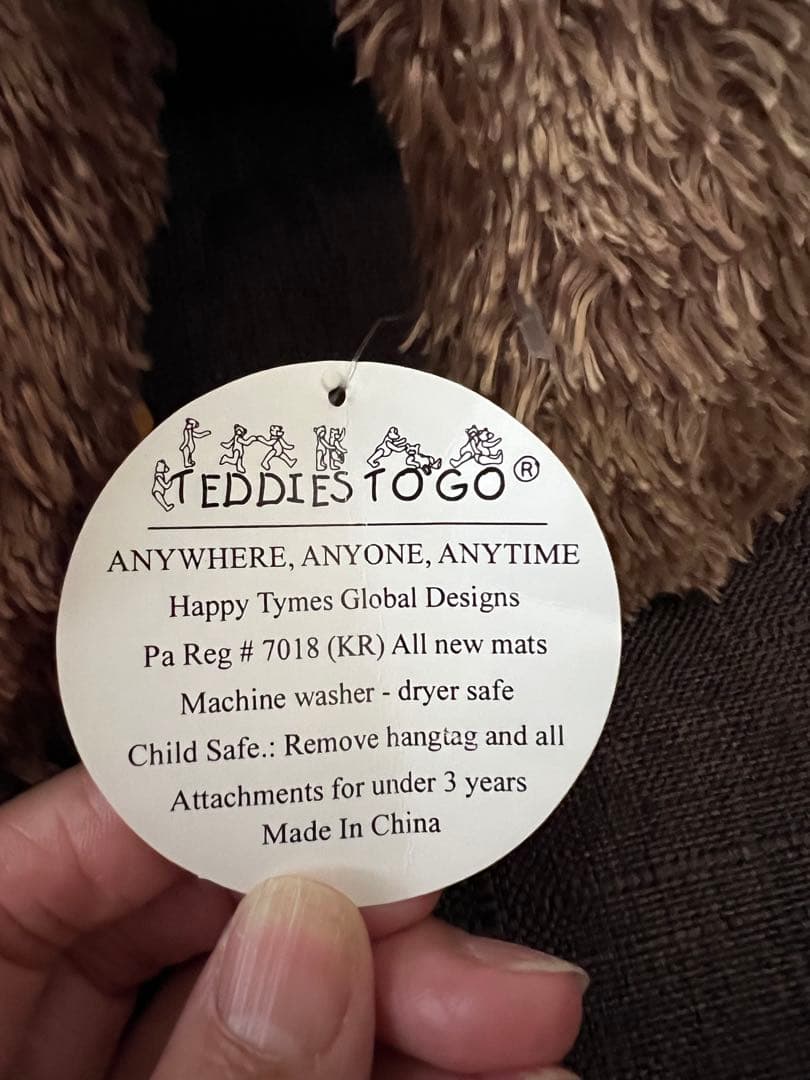 TEDDIES TO GO®
ANYWHERE, ANYONE, ANYTIME
Happy Tymes Global Designs
Pa Reg # 7018 (KR) All new mats
Machine washer - dryer safe
Child Safe.: Remove hangtag and all
Attachments for under 3 years
Made In China